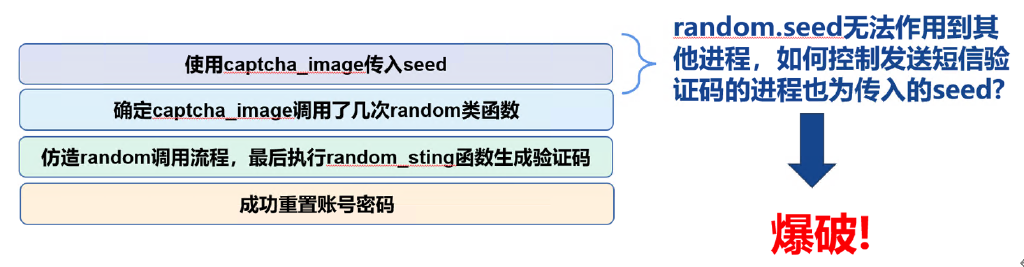 使用captcha_image传入seed
确定captcha_image调用了几次random类函数
仿造random调用流程，最后执行random_sting函数生成验证码
成功重置账号密码
random.seed无法作用到其
他进程，如何控制发送短信验
证码的进程也为传入的seed?
爆破!